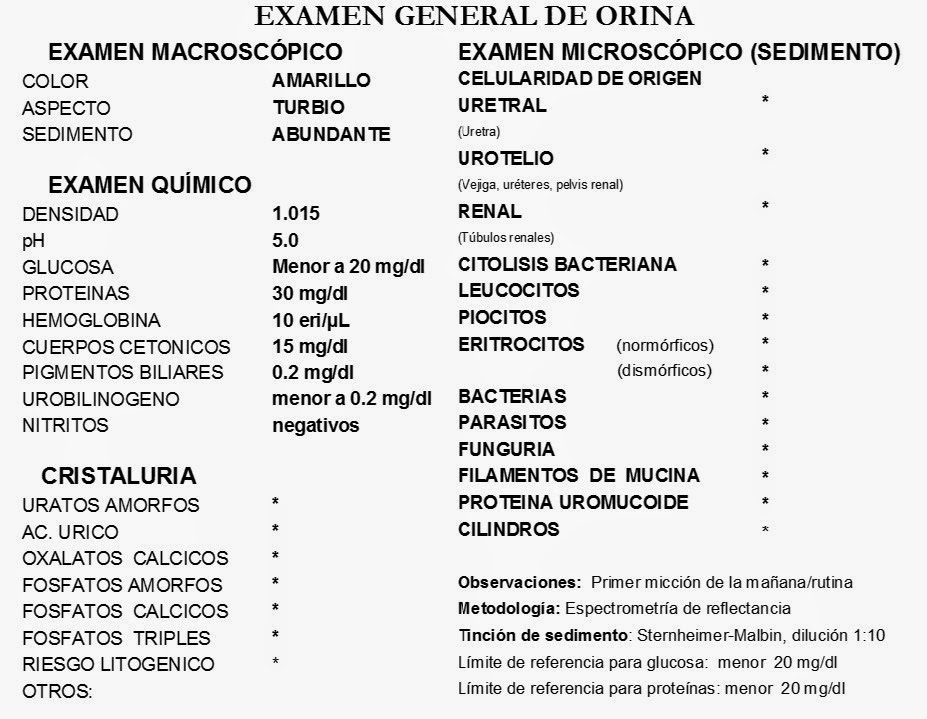 EXAMEN GENERAL DE ORINA
EXAMEN MACROSCÓPICO
COLOR AMARILLO
ASPECTO TURBIO
SEDIMENTO ABUNDANTE
EXAMEN QUÍMICO
DENSIDAD 1.015
pH 5.0
GLUCOSA Menor a 20 mg/dl
PROTEINAS 30 mg/dl
HEMOGLOBINA 10 eri/µL
CUERPOS CETONICOS 15 mg/dl
PIGMENTOS BILIARES 0.2 mg/dl
UROBILINOGENO menor a 0.2 mg/dl
NITRITOS negativos
CRISTALURIA
URATOS AMORFOS *
AC. URICO *
OXALATOS CALCICOS *
FOSFATOS AMORFOS *
FOSFATOS CALCICOS *
FOSFATOS TRIPLES *
RIESGO LITOGENICO *
OTROS:
EXAMEN MICROSCÓPICO (SEDIMENTO)
CELULARIDAD DE ORIGEN
URETRAL *
(Uretra)
UROTELIO *
(Vejiga, uréteres, pelvis renal)
RENAL *
(Túbulos renales)
CITOLISIS BACTERIANA *
LEUCOCITOS *
PIOCITOS *
ERITROCITOS (normórficos) *
(dismórficos) *
BACTERIAS *
PARASITOS *
FUNGURIA *
FILAMENTOS DE MUCINA *
PROTEINA UROMUCOIDE *
CILINDROS *
Observaciones: Primer micción de la mañana/rutina
Metodología: Espectrometría de reflectancia
Tinción de sedimento: Sternheimer-Malbin, dilución 1:10
Límite de referencia para glucosa: menor 20 mg/dl
Límite de referencia para proteínas: menor 20 mg/dl